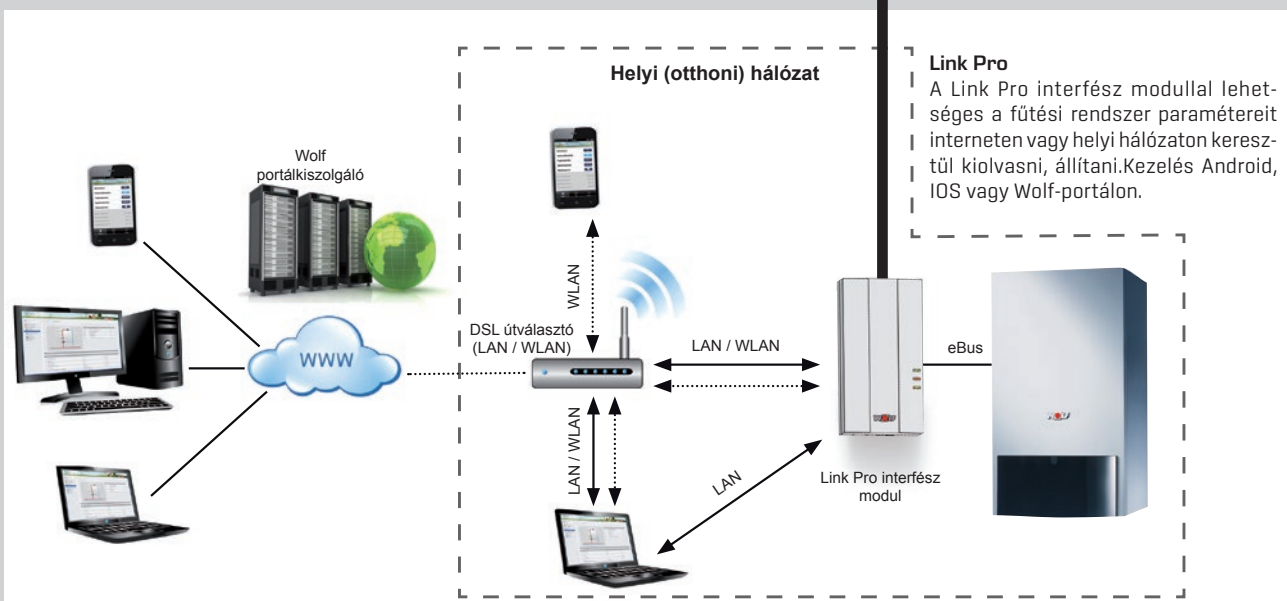 Helyi (otthoni) hálózat
Link Pro
A Link Pro interfész modullal lehet-
séges a fűtési rendszer paramétereit
interneten vagy helyi hálózaton keresz-
tül kiolvasni, állítani.Kezelés Android,
IOS vagy Wolf-portálon.
Wolf
portálkiszolgáló
WLAN
DSL útválasztó
(LAN / WLAN)
www
LAN / WLAN
eBus
LAN / WLAN
LAN
Link Pro interfész
modul
WOLF
WOLF